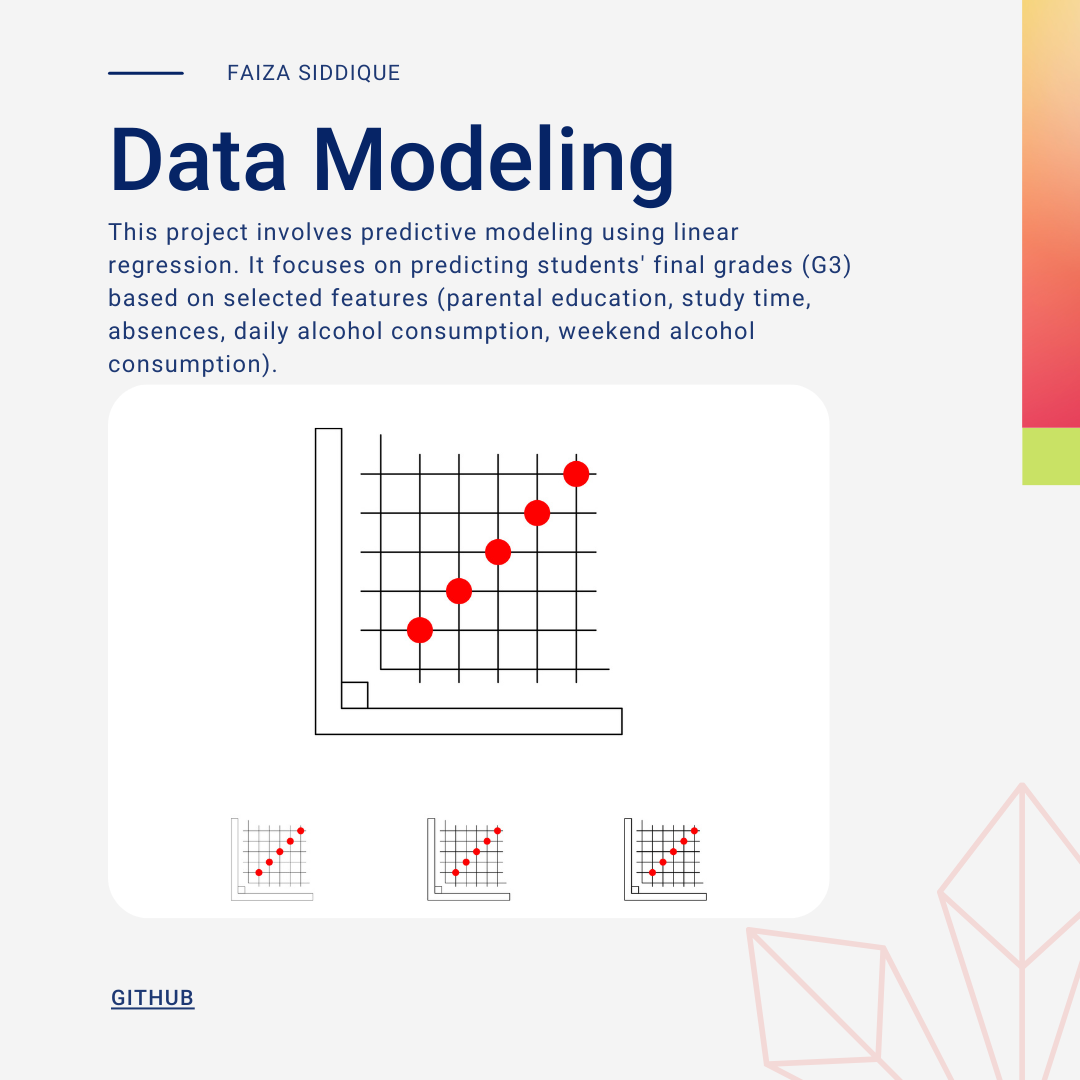 FAIZA SIDDIQUE
Data Modeling
This project involves predictive modeling using linear
regression. It focuses on predicting students' final grades (G3)
based on selected features (parental education, study time,
absences, daily alcohol consumption, weekend alcohol
consumption).
GITHUB